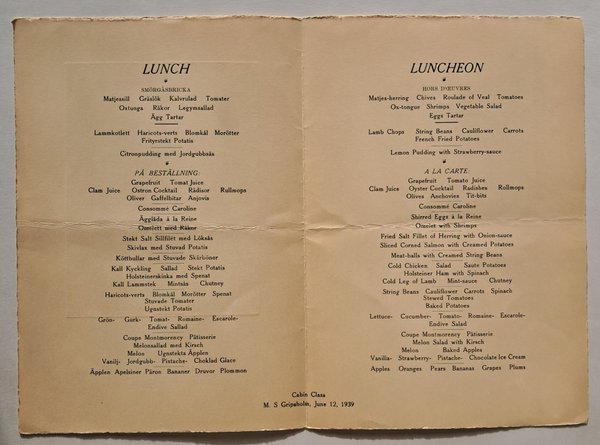 LUNCH
SMÖRGÅSBRICKA
Matjessill Gräslök Kalvrulad Tomater
Oxtunga Räkor Legymsallad
Ägg Tartar
Lammkotlett Haricots-verts Blomkål Morötter
Frityrstekt Potatis
Citronpudding med Jordgubbsås
PÅ BESTÄLLNING:
Grapefruit Tomat Juice
Clam Juice Ostron Cocktail Rädisor Rullmops
Oliver Gaffelbitar Anjovis
Consommé Caroline
Äggläda à la Reine
Omelett med Räkor
Stekt Salt Sillfilét med Löksås
Skivlax med Stuvad Potatis
Köttbullar med Stuvade Skärbönor
Kall Kyckling Sallad Stekt Potatis
Holsteinerskinka med Spenat
Kall Lammstek Mintsås Chutney
Haricots-verts Blomkål Morötter Spenat
Stuvade Tomater
Ugnstekt Potatis
Grön- Gurk- Tomat- Romaine- Escarole-
Endive Sallad
Coupe Montmorency Pâtisserie
Melonsallad med Kirsch
Melon Ugnstekta Äpplen
Vanilj- Jordgubb- Pistache- Choklad Glace
Äpplen Apelsiner Päron Bananer Druvor Plommon
LUNCHEON
HORS D'ŒUVRES
Matjes-herring Chives Roulade of Veal Tomatoes
Ox-tongue Shrimps Vegetable Salad
Eggs Tartar
Lamb Chops String Beans Cauliflower Carrots
French Fried Potatoes
Lemon Pudding with Strawberry-sauce
A LA CARTE:
Grapefruit Tomato Juice
Clam Juice Oyster Cocktail Radishes Rollmops
Olives Anchovies Tit-bits
Consommé Caroline
Shirred Eggs à la Reine
Omelet with Shrimps
Fried Salt Fillet of Herring with Onion-sauce
Sliced Corned Salmon with Creamed Potatoes
Meat-balls with Creamed String Beans
Cold Chicken Salad Saute Potatoes
Holsteiner Ham with Spinach
Cold Leg of Lamb Mint-sauce Chutney
String Beans Cauliflower Carrots Spinach
Stewed Tomatoes
Baked Potatoes
Lettuce- Cucumber- Tomato- Romaine- Escarole-
Endive Salad
Coupe Montmorency Pâtisserie
Melon Salad with Kirsch
Melon Baked Apples
Vanilla- Strawberry- Pistache- Chocolate Ice Cream
Apples Oranges Pears Bananas Grapes Plums
Cabin Class
M. S Gripsholm, June 12, 1939